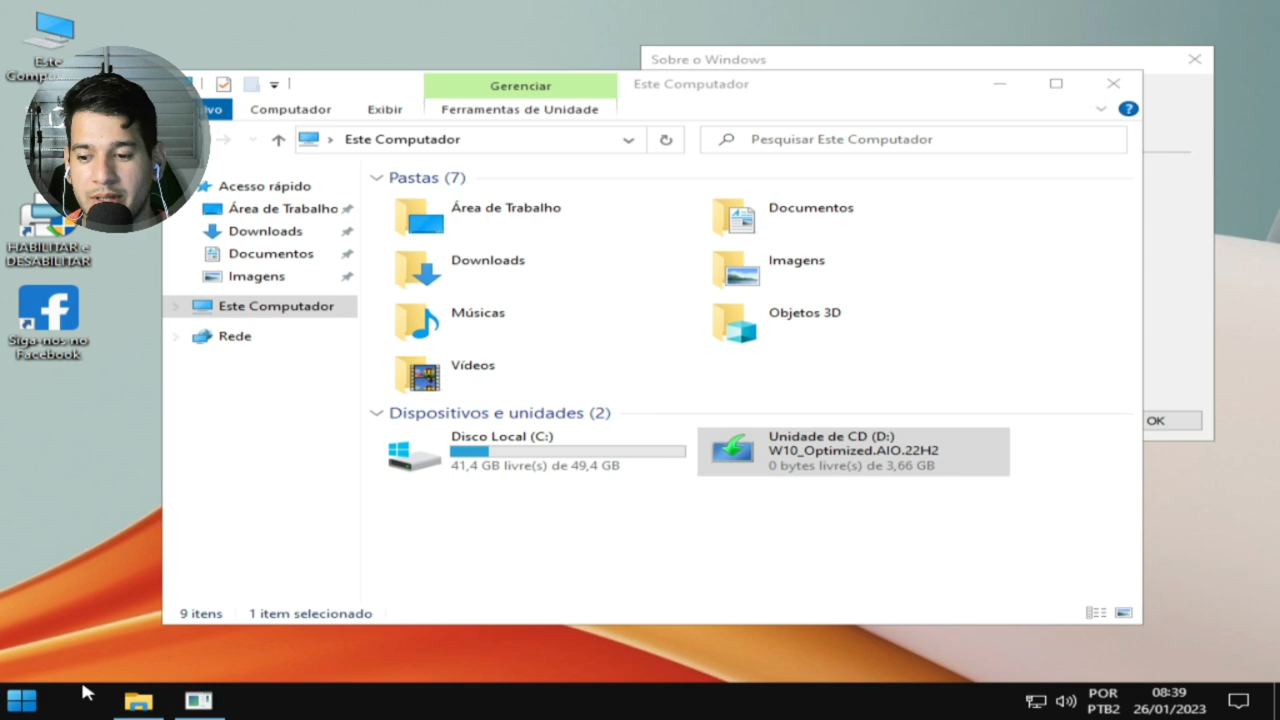 Este
Sobre o Windows
Gerenciar
Este Computador
Computador
Exibir
Ferramentas de Unidade
Este Computador
Pesquisar Este Computador
Acesso rápido
Área de Trabalho
Downloads
Documentos
Imagens
Este Computador
Rede
Pastas (7)
Área de Trabalho
Documentos
Downloads
Imagens
Músicas
Objetos 3D
Vídeos
Dispositivos e unidades (2)
Disco Local (C:)
41,4 GB livre(s) de 49,4 GB
Unidade de CD (D:)
W10_Optimized.AIO.22H2
0 bytes livre(s) de 3,66 GB
OK
HABILITAR e
DESABILITAR
Siga-nos no
Facebook
9 itens
1 item selecionado
POR
PTB2
08:39
26/01/2023